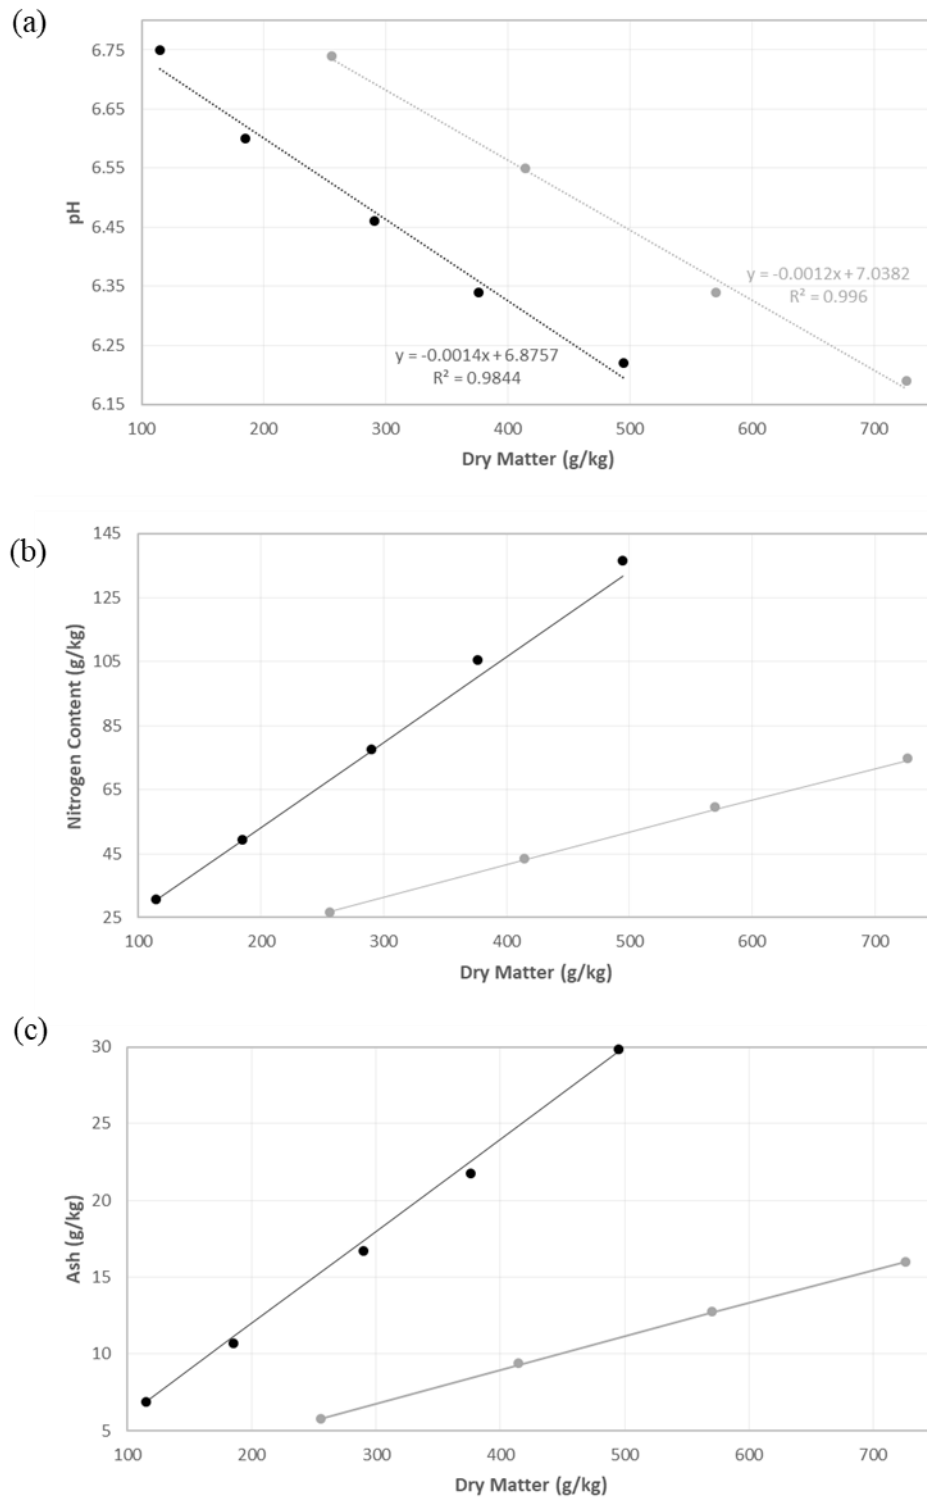 (a)
6.75
6.65
6.55
6.45
6.35
6.25
6.15
pH
y = -0.0012x + 7.0382
R² = 0.996
y = -0.0014x + 6.8757
R² = 0.9844
100 200 300 400 500 600 700
Dry Matter (g/kg)
(b)
145
125
105
85
65
45
25
Nitrogen Content (g/kg)
100 200 300 400 500 600 700
Dry Matter (g/kg)
(c)
30
25
20
15
10
5
Ash (g/kg)
100 200 300 400 500 600 700
Dry Matter (g/kg)